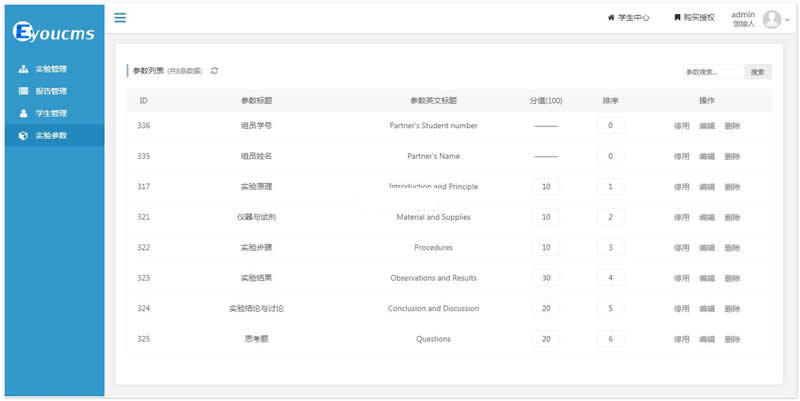 Eyoucms
学生中心 购买授权 admin
创始人
实验管理
报告管理
学生管理
实验参数
参数列表 (共8条数据) 参数搜索... 搜索
ID 参数标题 参数英文标题 分值(100) 排序 操作
336 组员学号 Partner's Student number —— 0 停用 编辑 删除
335 组员姓名 Partner's Name —— 0 停用 编辑 删除
317 实验原理 Introduction and Principle 10 1 停用 编辑 删除
321 仪器与试剂 Material and Supplies 10 2 停用 编辑 删除
322 实验步骤 Procedures 10 3 停用 编辑 删除
323 实验结果 Observations and Results 30 4 停用 编辑 删除
324 实验结论与讨论 Conclusion and Discussion 20 5 停用 编辑 删除
325 思考题 Questions 20 6 停用 编辑 删除